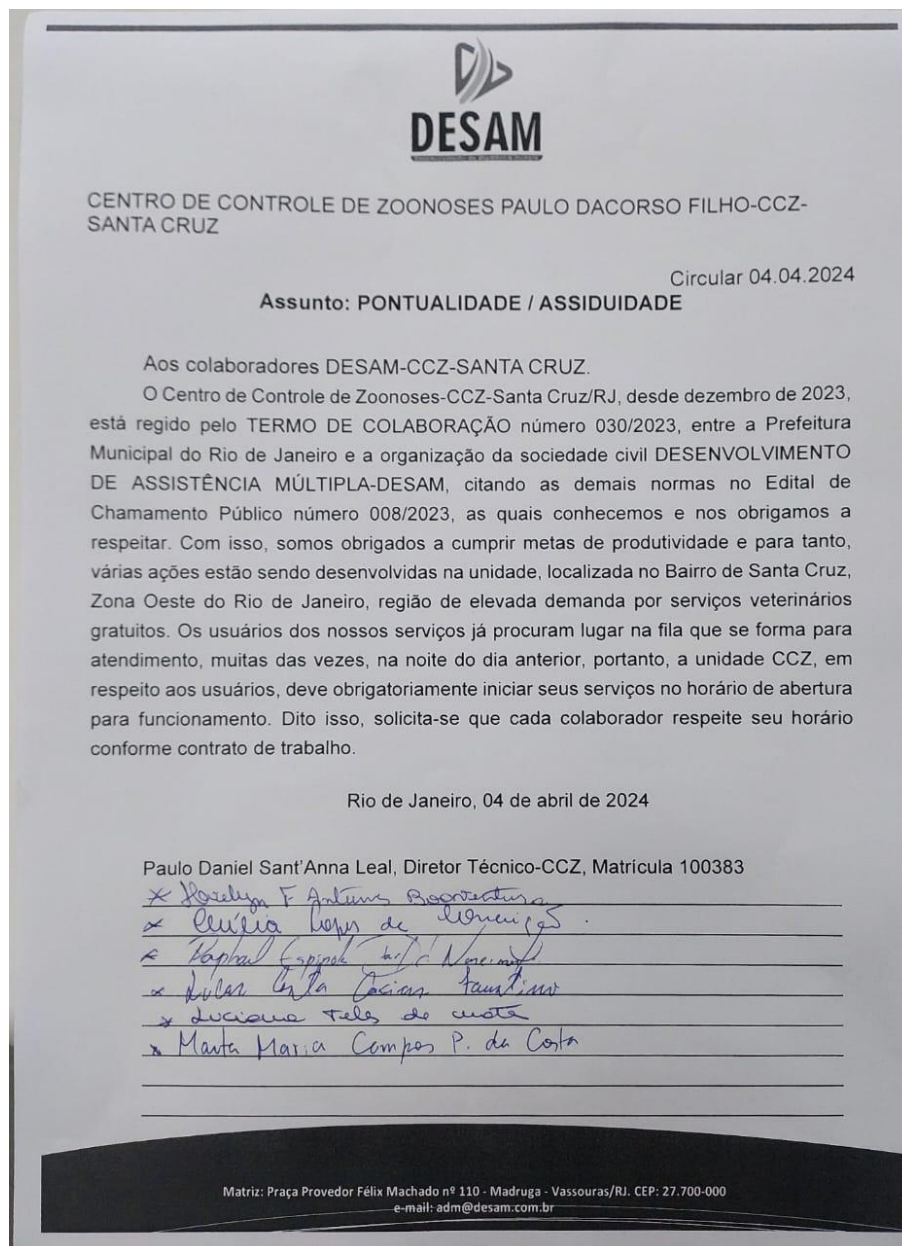 DESAM
CENTRO DE CONTROLE DE ZOONOSES PAULO DACORSO FILHO-CCZ-
SANTA CRUZ
Circular 04.04.2024
Assunto: PONTUALIDADE / ASSIDUIDADE
Aos colaboradores DESAM-CCZ-SANTA CRUZ.
O Centro de Controle de Zoonoses-CCZ-Santa Cruz/RJ, desde dezembro de 2023,
está regido pelo TERMO DE COLABORAÇÃO número 030/2023, entre a Prefeitura
Municipal do Rio de Janeiro e a organização da sociedade civil DESENVOLVIMENTO
DE ASSISTÊNCIA MÚLTIPLA-DESAM, citando as demais normas no Edital de
Chamamento Público número 008/2023, as quais conhecemos e nos obrigamos a
respeitar. Com isso, somos obrigados a cumprir metas de produtividade e para tanto,
várias ações estão sendo desenvolvidas na unidade, localizada no Bairro de Santa Cruz,
Zona Oeste do Rio de Janeiro, região de elevada demanda por serviços veterinários
gratuitos. Os usuários dos nossos serviços já procuram lugar na fila que se forma para
atendimento, muitas das vezes, na noite do dia anterior, portanto, a unidade CCZ, em
respeito aos usuários, deve obrigatoriamente iniciar seus serviços no horário de abertura
para funcionamento. Dito isso, solicita-se que cada colaborador respeite seu horário
conforme contrato de trabalho.
Rio de Janeiro, 04 de abril de 2024
Paulo Daniel Sant'Anna Leal, Diretor Técnico-CCZ, Matrícula 100383
F Antunes Boaventura
Lopes de
Raphael
Costa Faustino
Luciana Teles de
Marta Maria Campos P. da Costa
Matriz: Praça Provedor Félix Machado nº 110 - Madruga - Vassouras/RJ. CEP: 27.700-000
e-mail: adm@desam.com.br